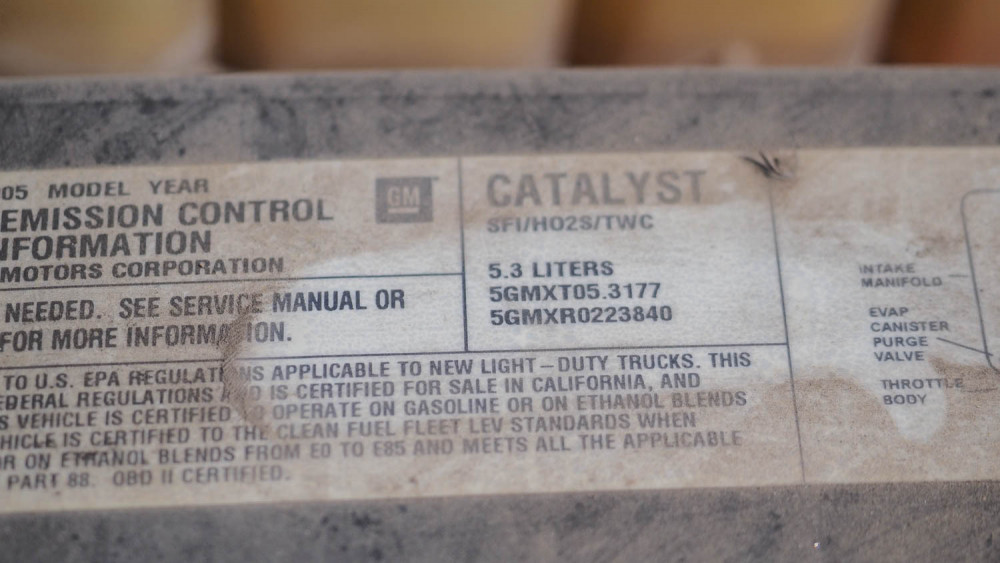 05 MODEL YEAR
GM
EMISSION CONTROL
NFORMATION
MOTORS CORPORATION
NEEDED. SEE SERVICE MANUAL OR
FOR MORE INFORMA ION.
CATALYST
SFI/HO2S/TWC
5.3 LITERS
5GMXT05.3177
5GMXR0223840
TO U.S. EPA REGULATI NS APPLICABLE TO NEW LIGHT-DUTY TRUCKS. THIS
EDERAL REGULATIONS A D IS CERTIFIED FOR SALE IN CALIFORNIA, AND
S VEHICLE IS CERTIFIED TO OPERATE ON GASOLINE OR ON ETHANOL BLENDS
HICLE IS CERTIFIED TO THE CLEAN FUEL FLEET LEV STANDARDS WHEN
R ON ETHANOL BLENDS FROM E0 TO E85 AND MEETS ALL THE APPLICABLE
PART 88. OBD II CERTIFIED.
INTAKE
MANIFOLD
EVAP
CANISTER
PURGE
VALVE
THROTTLE
BODY